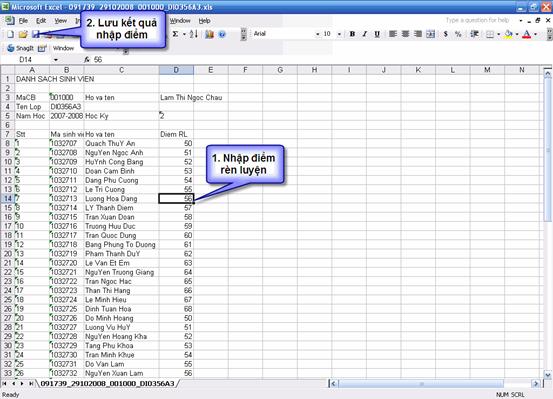 Microsoft Excel - 091739_29102008_001000_DI0356A3.xls
Type a question for help
2. Lưu kết quả
nhập điểm
Arial 10 B I U
SnagIt Window
D14 fx 56
A B C D E F G H I J K L M N
1 DANH SACH SINH VIEN
2
3 MaCB 001000 Ho va ten Lam Thi Ngoc Chau
4 Ten Lop DI0356A3
5 Nam Hoc 2007-2008 Hoc Ky 2
6
7 Stt Ma sinh vie Ho va ten Diem RL
8 1 1032707 Quach ThuY An 50
9 2 1032708 NguYen Ngoc Anh 51
10 3 1032709 HuYnh Cong Bang 52
11 4 1032710 Doan Cam Binh 53
12 5 1032711 Dang Phu Cuong 54
13 6 1032712 Le Tri Cuong 55
14 7 1032713 Luong Hoa Dang 56
15 8 1032714 LY Thanh Diem 57
16 9 1032715 Tran Xuan Doan 58
17 10 1032716 Truong Huu Duc 59
18 11 1032717 Tran Quoc Dung 60
19 12 1032718 Bang Phung To Duong 61
20 13 1032719 Pham Thanh DuY 62
21 14 1032720 Le Van Et Em 63
22 15 1032721 NguYen Truong Giang 64
23 16 1032722 Tran Ngoc Hac 65
24 17 1032723 Than Thi Hang 66
25 18 1032724 Le Minh Hieu 67
26 19 1032725 Dinh Tuan Hoa 68
27 20 1032726 Do Minh Hoang 50
28 21 1032727 Luong Vu HuY 51
29 22 1032728 NguYen Hoang Kha 52
30 23 1032729 Tang Phu Khoa 53
31 24 1032730 Tran Minh Khue 54
32 25 1032731 Do Van Lam 55
33 26 1032732 NguYen Xuan Lam 56
1. Nhập điểm
rèn luyện
091739_29102008_001000_DI0356A3
Ready NUM SCRL